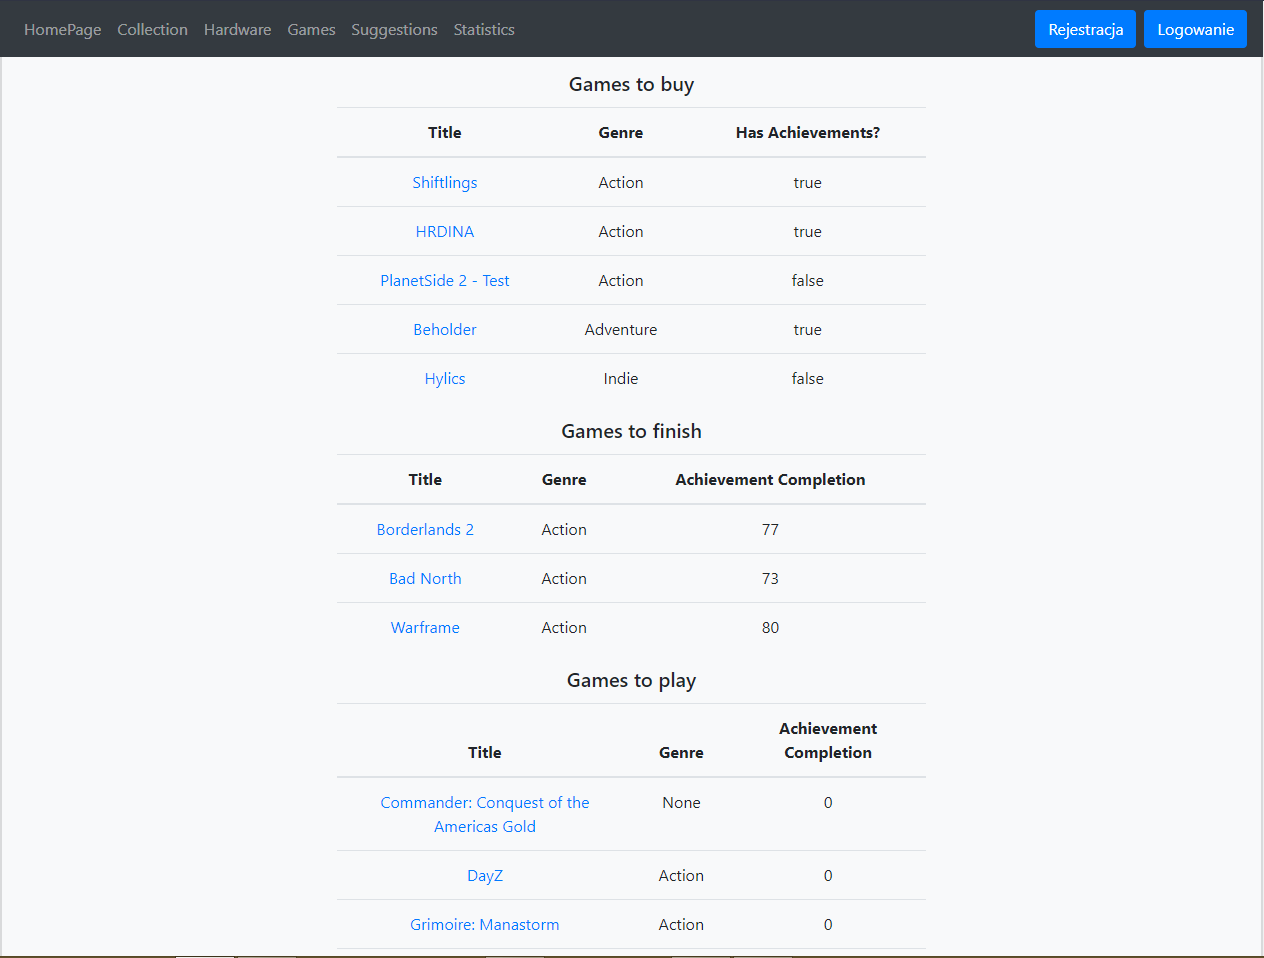 HomePage Collection Hardware Games Suggestions Statistics Rejestracja Logowanie
Games to buy
Title Genre Has Achievements?
Shiftlings Action true
HRDINA Action true
PlanetSide 2 - Test Action false
Beholder Adventure true
Hylics Indie false
Games to finish
Title Genre Achievement Completion
Borderlands 2 Action 77
Bad North Action 73
Warframe Action 80
Games to play
Title Genre Achievement
Completion
Commander: Conquest of the None 0
Americas Gold
DayZ Action 0
Grimoire: Manastorm Action 0